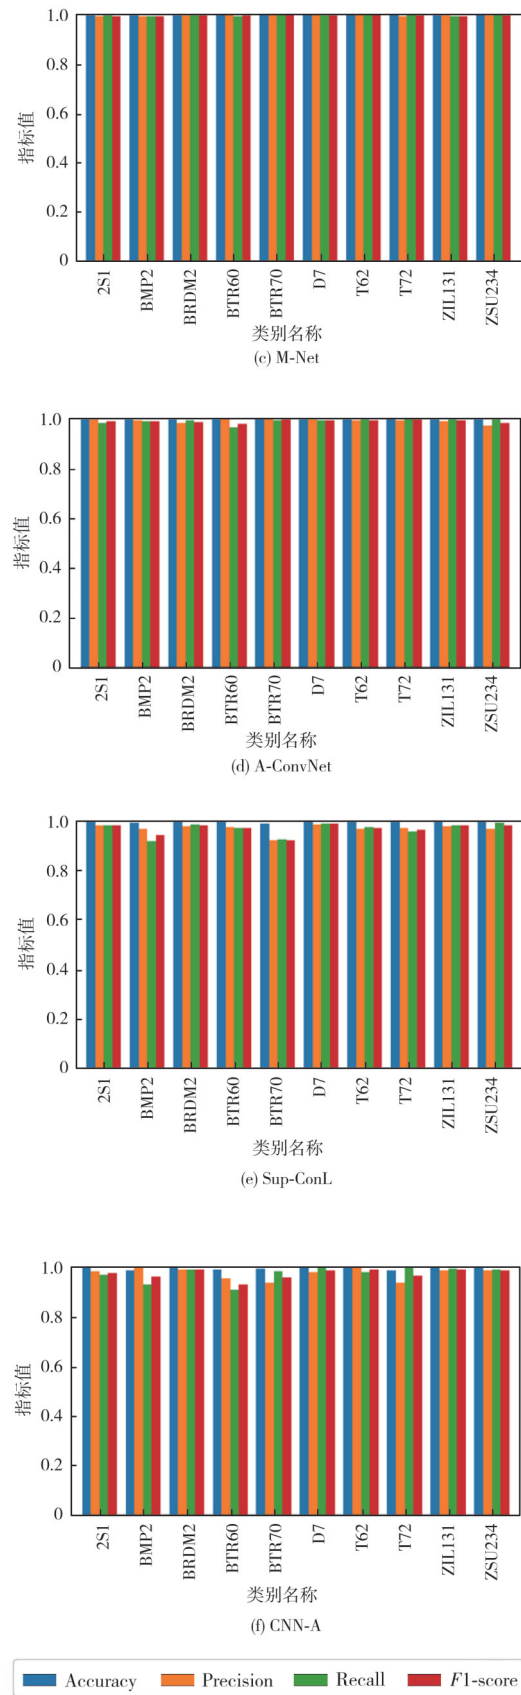 1.0
0.8
0.6
0.4
0.2
0
指标值
2S1
BMP2
BRDM2
BTR60
BTR70
D7
T62
T72
ZIL131
ZSU234
类别名称
(c) M-Net
1.0
0.8
0.6
0.4
0.2
0
指标值
2S1
BMP2
BRDM2
BTR60
BTR70
D7
T62
T72
ZIL131
ZSU234
类别名称
(d) A-ConvNet
1.0
0.8
0.6
0.4
0.2
0
指标值
2S1
BMP2
BRDM2
BTR60
BTR70
D7
T62
T72
ZIL131
ZSU234
类别名称
(e) Sup-ConL
1.0
0.8
0.6
0.4
0.2
0
指标值
2S1
BMP2
BRDM2
BTR60
BTR70
D7
T62
T72
ZIL131
ZSU234
类别名称
(f) CNN-A
Accuracy Precision Recall F1-score